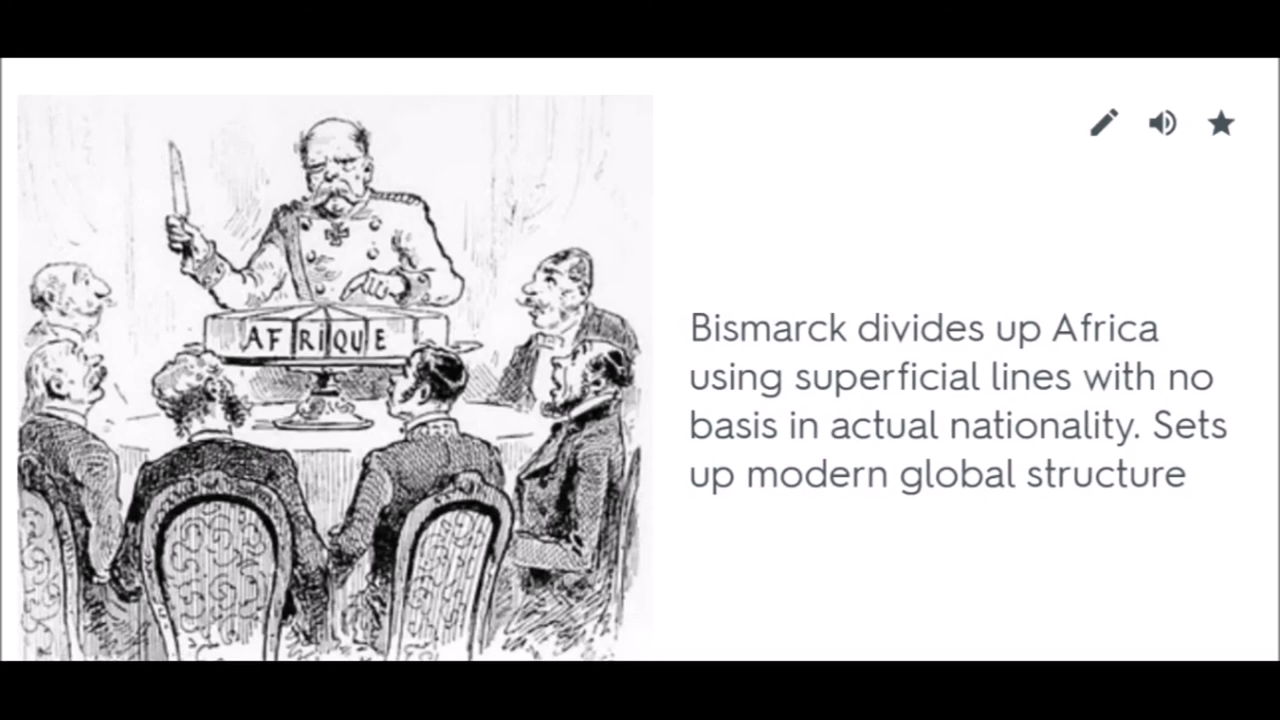 AFRIQUE
Bismarck divides up Africa
using superficial lines with no
basis in actual nationality. Sets
up modern global structure